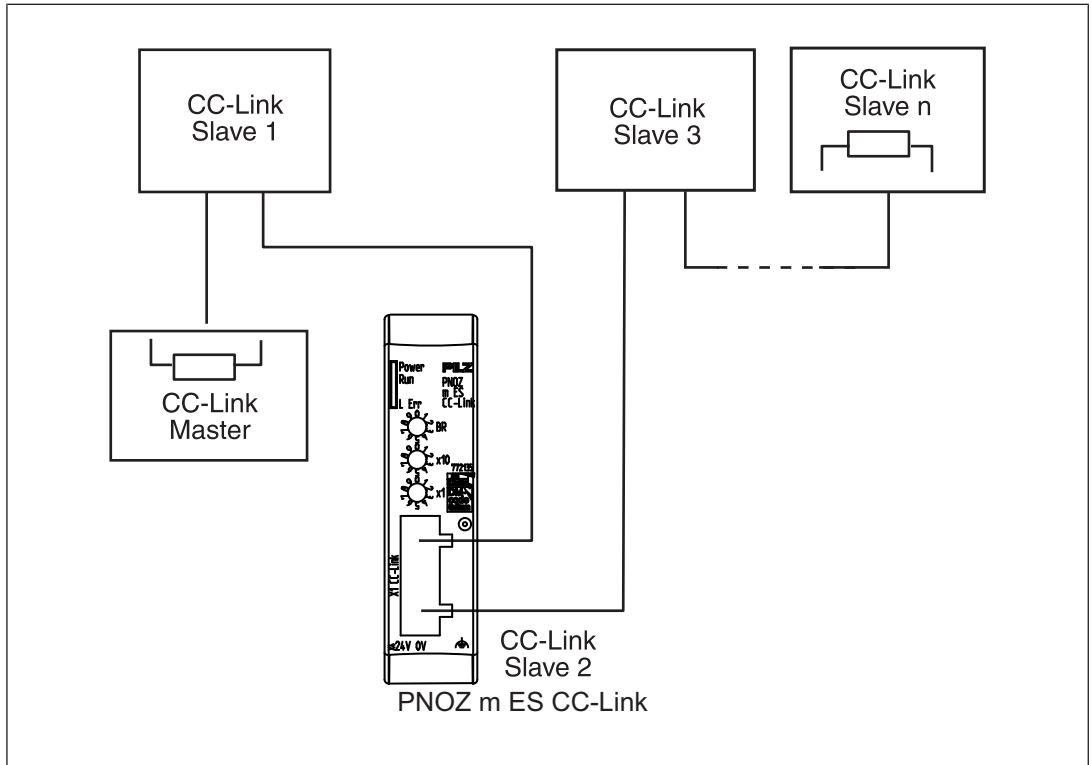 CC-Link
Slave 1
CC-Link
Slave 3
CC-Link
Slave n
CC-Link
Master
Power
Run
L Err
PILZ
PNOZ
m ES
CC-Link
BR
x10
x1
772135
X1 CC-Link
24V 0V
CC-Link
Slave 2
PNOZ m ES CC-Link